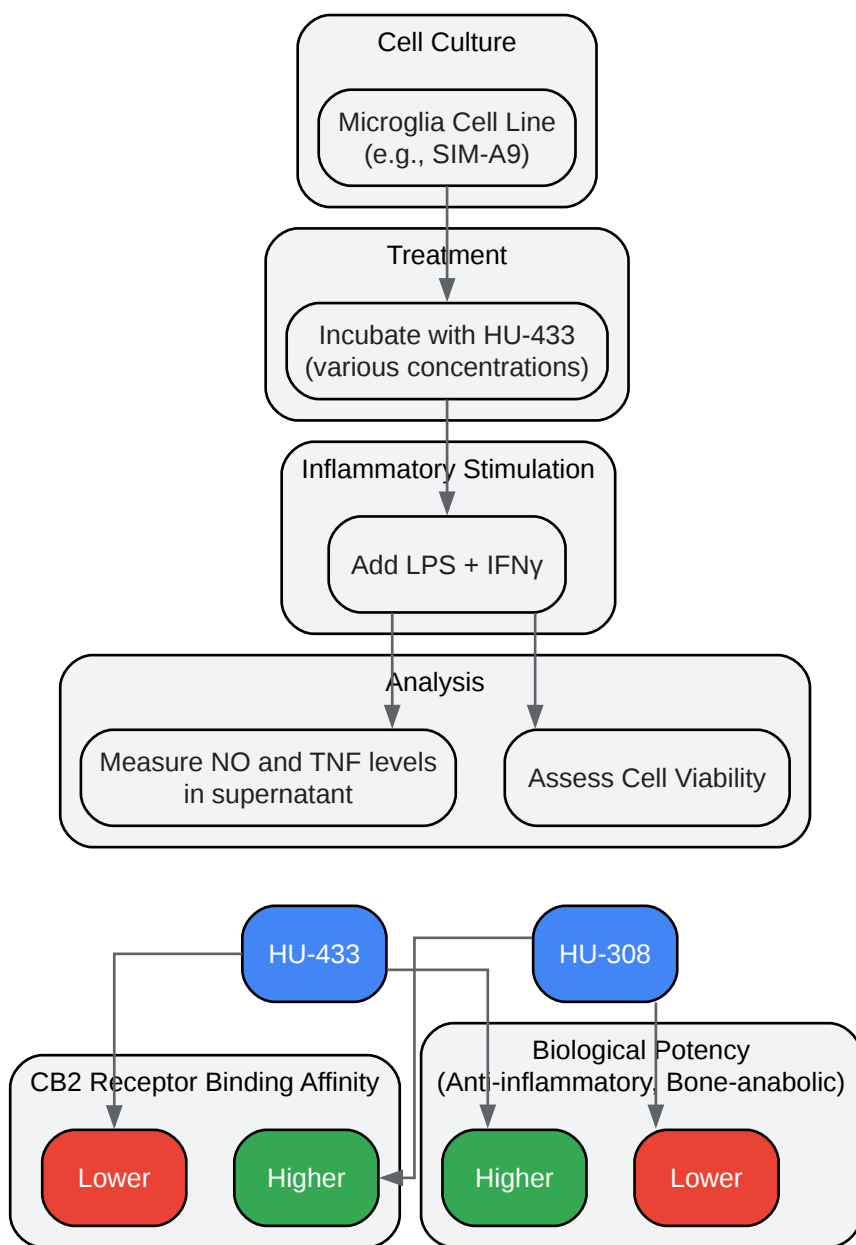 Cell Culture
Microglia Cell Line
(e.g., SIM-A9)
Treatment
Incubate with HU-433
(various concentrations)
Inflammatory Stimulation
Add LPS + IFNγ
Analysis
Measure NO and TNF levels
in supernatant
Assess Cell Viability
HU-433
HU-308
CB2 Receptor Binding Affinity
Lower
Higher
Biological Potency
(Anti-inflammatory, Bone-anabolic)
Higher
Lower